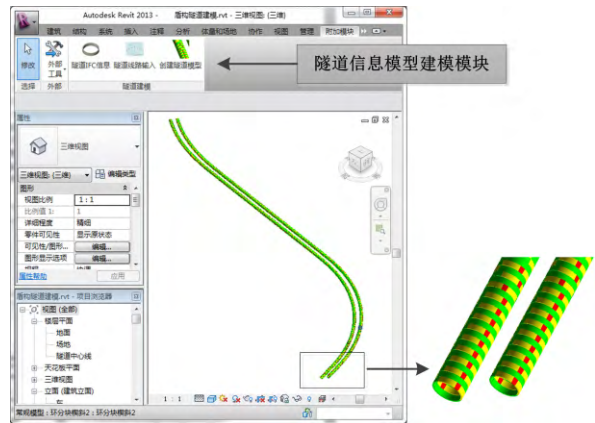 Autodesk Revit 2013 - 盾构隧道建模.rvt - 三维视图: {三维}
建筑 结构 系统 插入 注释 分析 体量和场地 协作 视图 管理 附加模块
修改 外部工具 隧道IFC信息 隧道线路输入 创建隧道模型
选择 外部 隧道建模
隧道信息模型建模模块
属性
三维视图
三维视图: {三维} 编辑类型
图形
视图比例 1:1
比例值 1: 1
详细程度 精细
零件可见性 显示原状态
可见性/图形... 编辑...
图形显示选项 编辑...
属性帮助 应用
盾构隧道建模.rvt - 项目浏览器
视图 (全部)
楼层平面
地面
场地
隧道中心线
天花板平面
三维视图
立面 (建筑立面)
东
1 : 1
常规模型 : 环分块楔斜2 : 环分块楔斜2